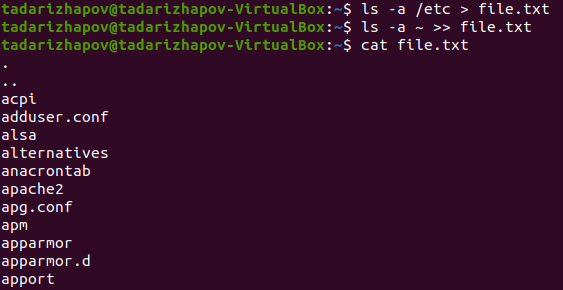 tadarizhapov@tadarizhapov-VirtualBox:~$ ls -a /etc > file.txt
tadarizhapov@tadarizhapov-VirtualBox:~$ ls -a ~ >> file.txt
tadarizhapov@tadarizhapov-VirtualBox:~$ cat file.txt
.
..
acpi
adduser.conf
alsa
alternatives
anacrontab
apache2
apg.conf
apm
apparmor
apparmor.d
apport